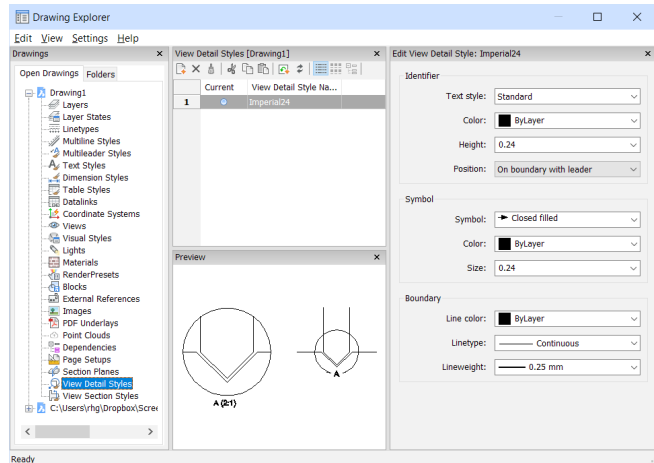 Drawing Explorer
Edit View Settings Help
Drawings
Open Drawings Folders
Drawing1
Layers
Layer States
Linetypes
Multiline Styles
Multileader Styles
Text Styles
Dimension Styles
Table Styles
Datalinks
Coordinate Systems
Views
Visual Styles
Lights
Materials
RenderPresets
Blocks
External References
Images
PDF Underlays
Point Clouds
Dependencies
Page Setups
Section Planes
View Detail Styles
View Section Styles
C:\Users\rhg\Dropbox\Scree
View Detail Styles [Drawing1]
Current View Detail Style Na...
1 Imperial24
Preview
A (2:1)
A
Edit View Detail Style: Imperial24
Identifier
Text style: Standard
Color: ByLayer
Height: 0.24
Position: On boundary with leader
Symbol
Symbol: Closed filled
Color: ByLayer
Size: 0.24
Boundary
Line color: ByLayer
Linetype: Continuous
Lineweight: 0.25 mm
Ready